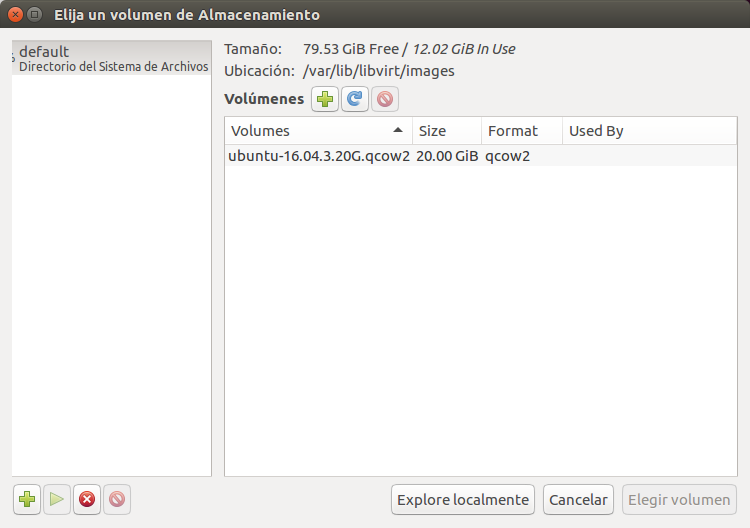 Elija un volumen de Almacenamiento
default
Directorio del Sistema de Archivos
Tamaño: 79.53 GiB Free / 12.02 GiB In Use
Ubicación: /var/lib/libvirt/images
Volúmenes
Volumes Size Format Used By
ubuntu-16.04.3.20G.qcow2 20.00 GiB qcow2
Explore localmente Cancelar Elegir volumen